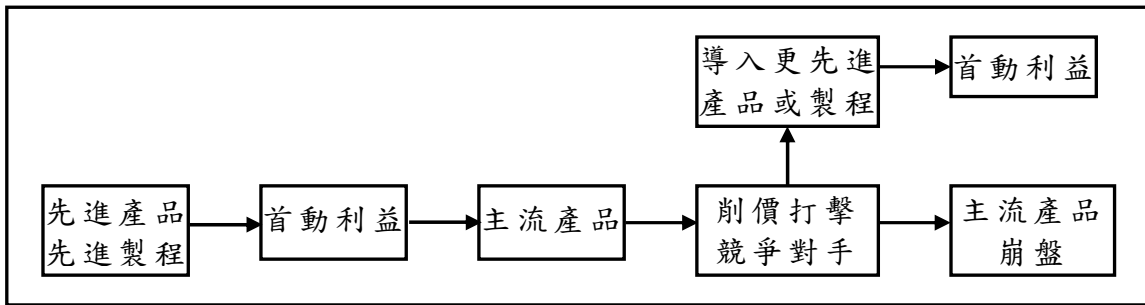 導入更先進
產品或製程
首動利益
先進產品
先進製程
首動利益
主流產品
削價打擊
競爭對手
主流產品
崩盤